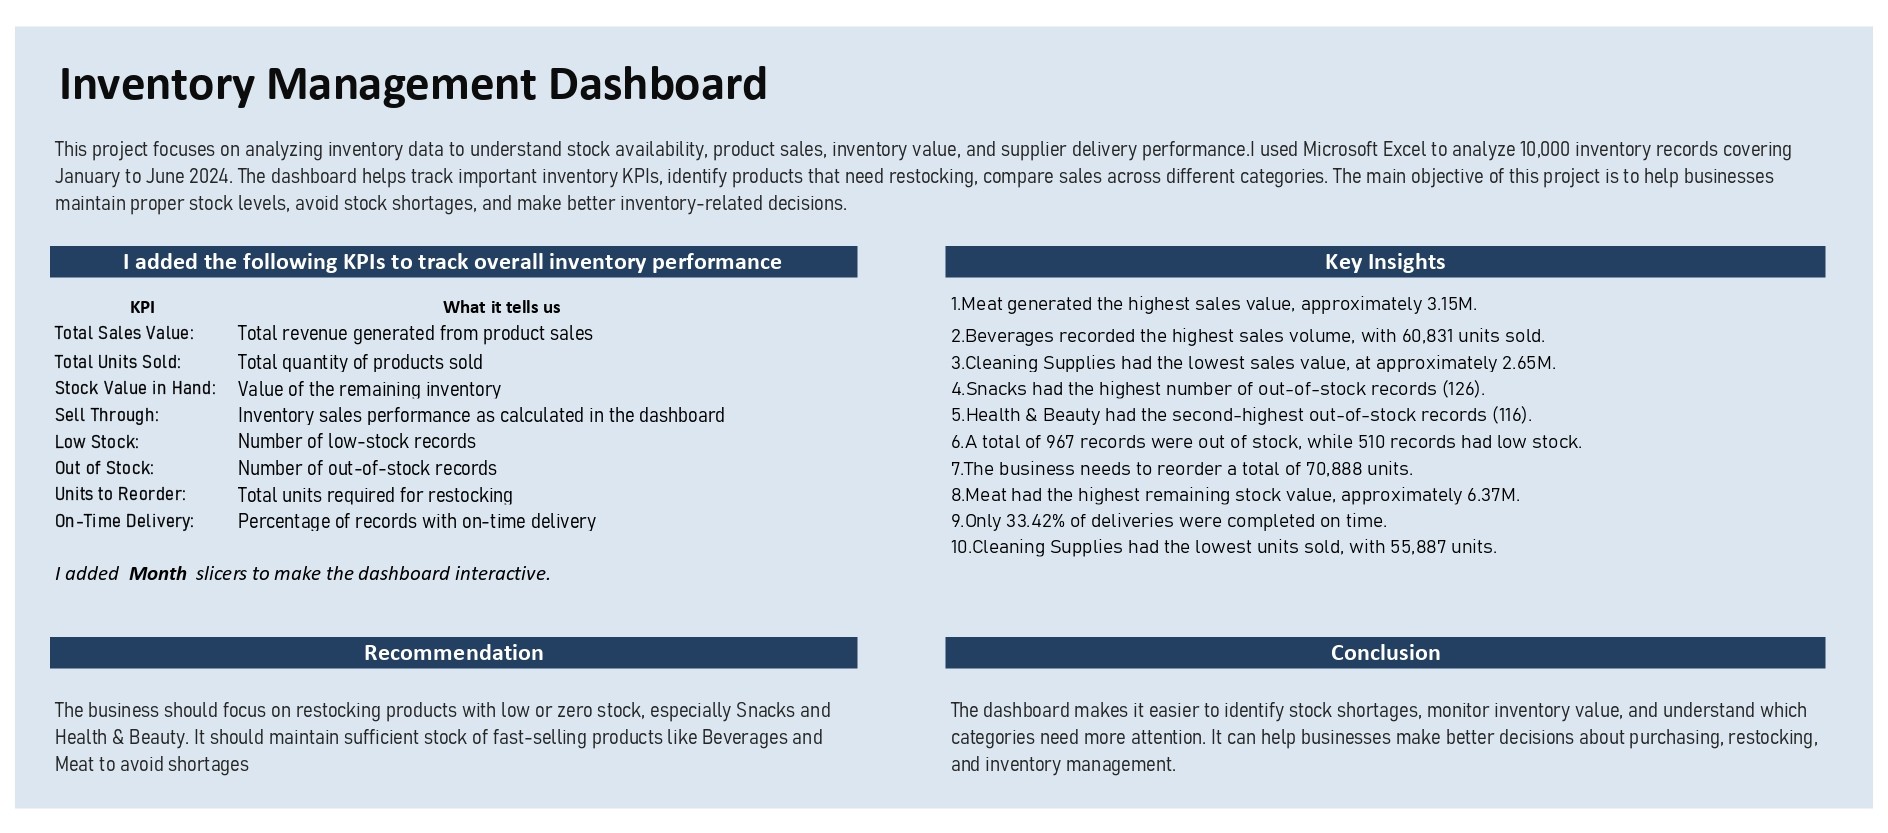 Inventory Management Dashboard
This project focuses on analyzing inventory data to understand stock availability, product sales, inventory value, and supplier delivery performance.I used Microsoft Excel to analyze 10,000 inventory records covering
January to June 2024. The dashboard helps track important inventory KPIs, identify products that need restocking, compare sales across different categories. The main objective of this project is to help businesses
maintain proper stock levels, avoid stock shortages, and make better inventory-related decisions.
I added the following KPIs to track overall inventory performance
KPI What it tells us
Total Sales Value: Total revenue generated from product sales
Total Units Sold: Total quantity of products sold
Stock Value in Hand: Value of the remaining inventory
Sell Through: Inventory sales performance as calculated in the dashboard
Low Stock: Number of low-stock records
Out of Stock: Number of out-of-stock records
Units to Reorder: Total units required for restocking
On-Time Delivery: Percentage of records with on-time delivery
I added Month slicers to make the dashboard interactive.
Key Insights
1.Meat generated the highest sales value, approximately 3.15M.
2.Beverages recorded the highest sales volume, with 60,831 units sold.
3.Cleaning Supplies had the lowest sales value, at approximately 2.65M.
4.Snacks had the highest number of out-of-stock records (126).
5.Health & Beauty had the second-highest out-of-stock records (116).
6.A total of 967 records were out of stock, while 510 records had low stock.
7.The business needs to reorder a total of 70,888 units.
8.Meat had the highest remaining stock value, approximately 6.37M.
9.Only 33.42% of deliveries were completed on time.
10.Cleaning Supplies had the lowest units sold, with 55,887 units.
Recommendation
The business should focus on restocking products with low or zero stock, especially Snacks and
Health & Beauty. It should maintain sufficient stock of fast-selling products like Beverages and
Meat to avoid shortages
Conclusion
The dashboard makes it easier to identify stock shortages, monitor inventory value, and understand which
categories need more attention. It can help businesses make better decisions about purchasing, restocking,
and inventory management.